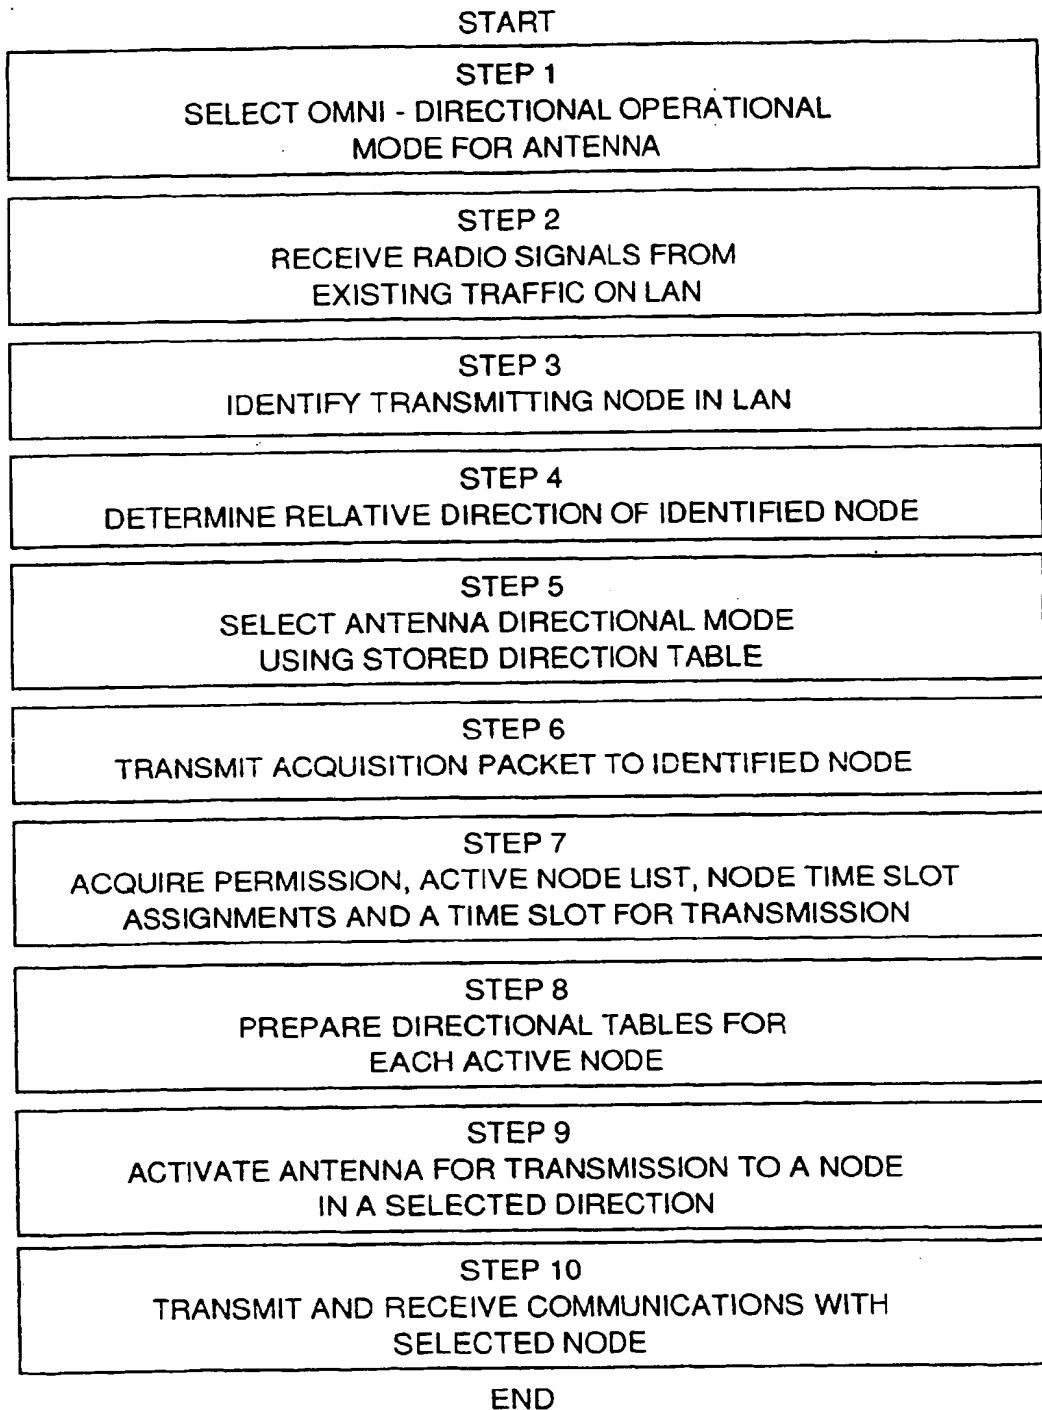 START
STEP 1
SELECT OMNI - DIRECTIONAL OPERATIONAL
MODE FOR ANTENNA
STEP 2
RECEIVE RADIO SIGNALS FROM
EXISTING TRAFFIC ON LAN
STEP 3
IDENTIFY TRANSMITTING NODE IN LAN
STEP 4
DETERMINE RELATIVE DIRECTION OF IDENTIFIED NODE
STEP 5
SELECT ANTENNA DIRECTIONAL MODE
USING STORED DIRECTION TABLE
STEP 6
TRANSMIT ACQUISITION PACKET TO IDENTIFIED NODE
STEP 7
ACQUIRE PERMISSION, ACTIVE NODE LIST, NODE TIME SLOT
ASSIGNMENTS AND A TIME SLOT FOR TRANSMISSION
STEP 8
PREPARE DIRECTIONAL TABLES FOR
EACH ACTIVE NODE
STEP 9
ACTIVATE ANTENNA FOR TRANSMISSION TO A NODE
IN A SELECTED DIRECTION
STEP 10
TRANSMIT AND RECEIVE COMMUNICATIONS WITH
SELECTED NODE
END